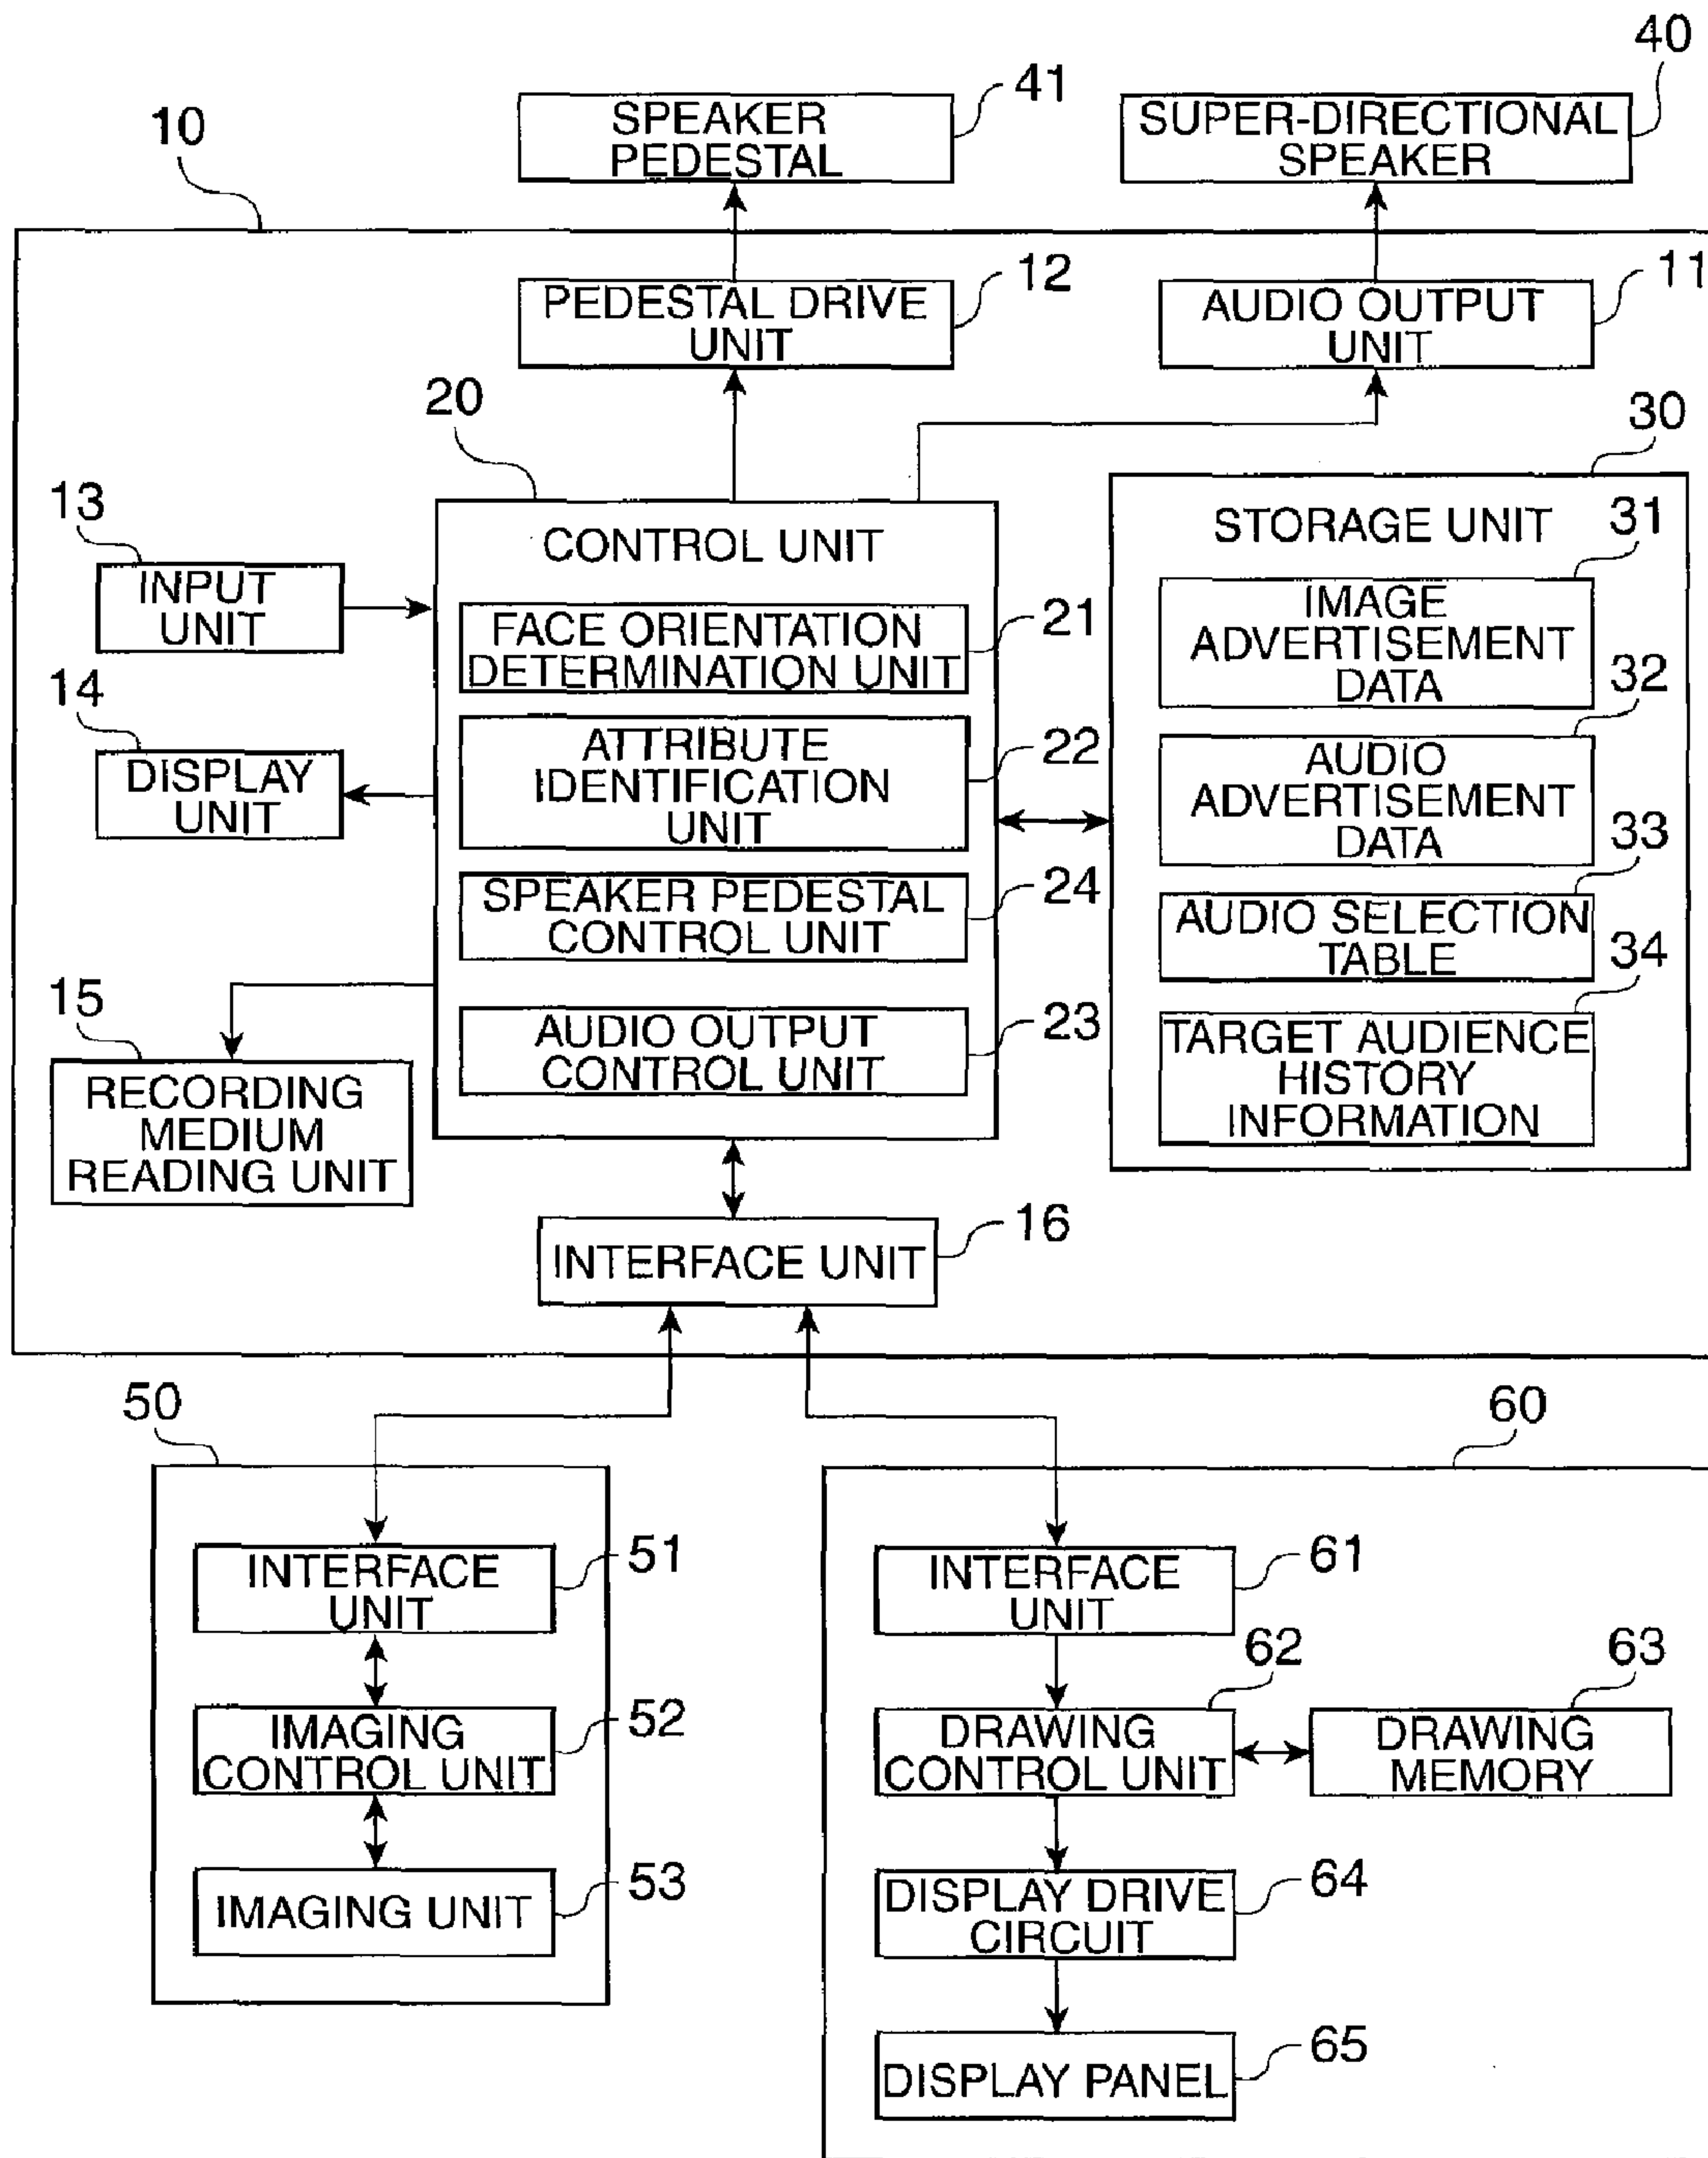 40
41
SPEAKER
PEDESTAL
SUPER-DIRECTIONAL
SPEAKER
10
12
PEDESTAL DRIVE
UNIT
11
AUDIO OUTPUT
UNIT
20
30
13
INPUT
UNIT
14
DISPLAY
UNIT
15
RECORDING
MEDIUM
READING UNIT
CONTROL UNIT
FACE ORIENTATION
DETERMINATION UNIT
21
ATTRIBUTE
IDENTIFICATION
UNIT
22
SPEAKER PEDESTAL
CONTROL UNIT
24
AUDIO OUTPUT
CONTROL UNIT
23
STORAGE UNIT
31
IMAGE
ADVERTISEMENT
DATA
32
AUDIO
ADVERTISEMENT
DATA
33
AUDIO SELECTION
TABLE
34
TARGET AUDIENCE
HISTORY
INFORMATION
16
INTERFACE UNIT
50
INTERFACE
UNIT
51
IMAGING
CONTROL UNIT
52
IMAGING UNIT
53
60
INTERFACE
UNIT
61
62
DRAWING
CONTROL UNIT
63
DRAWING
MEMORY
DISPLAY DRIVE
CIRCUIT
64
DISPLAY PANEL
65